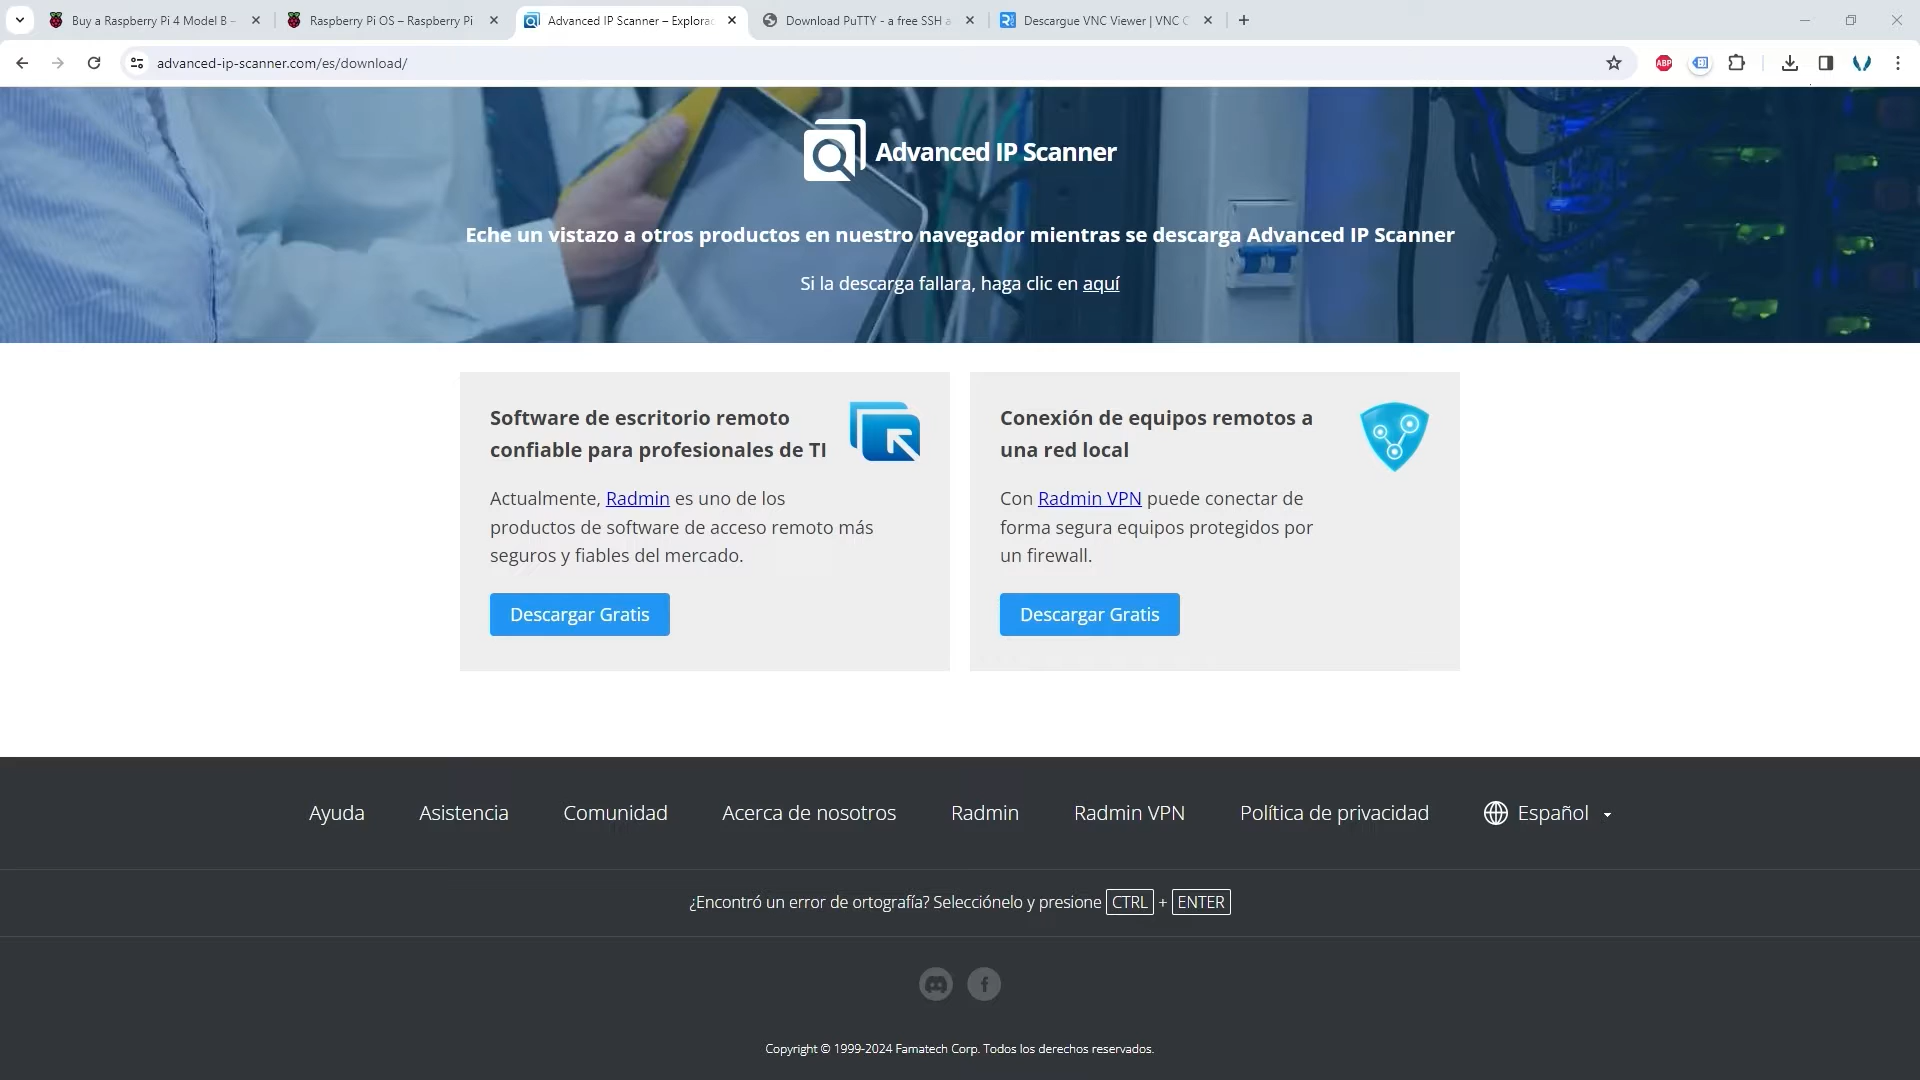 Buy a Raspberry Pi 4 Model B –
Raspberry Pi OS – Raspberry Pi
Advanced IP Scanner – Explorac
Download PuTTY - a free SSH a
Descargue VNC Viewer | VNC C
advanced-ip-scanner.com/es/download/
ABP
Advanced IP Scanner
Eche un vistazo a otros productos en nuestro navegador mientras se descarga Advanced IP Scanner
Si la descarga fallara, haga clic en aquí
Software de escritorio remoto
confiable para profesionales de TI
Actualmente, Radmin es uno de los
productos de software de acceso remoto más
seguros y fiables del mercado.
Descargar Gratis
Conexión de equipos remotos a
una red local
Con Radmin VPN puede conectar de
forma segura equipos protegidos por
un firewall.
Descargar Gratis
Ayuda Asistencia Comunidad Acerca de nosotros Radmin Radmin VPN Política de privacidad Español
¿Encontró un error de ortografía? Selecciónelo y presione CTRL + ENTER
Copyright © 1999-2024 Famatech Corp. Todos los derechos reservados.